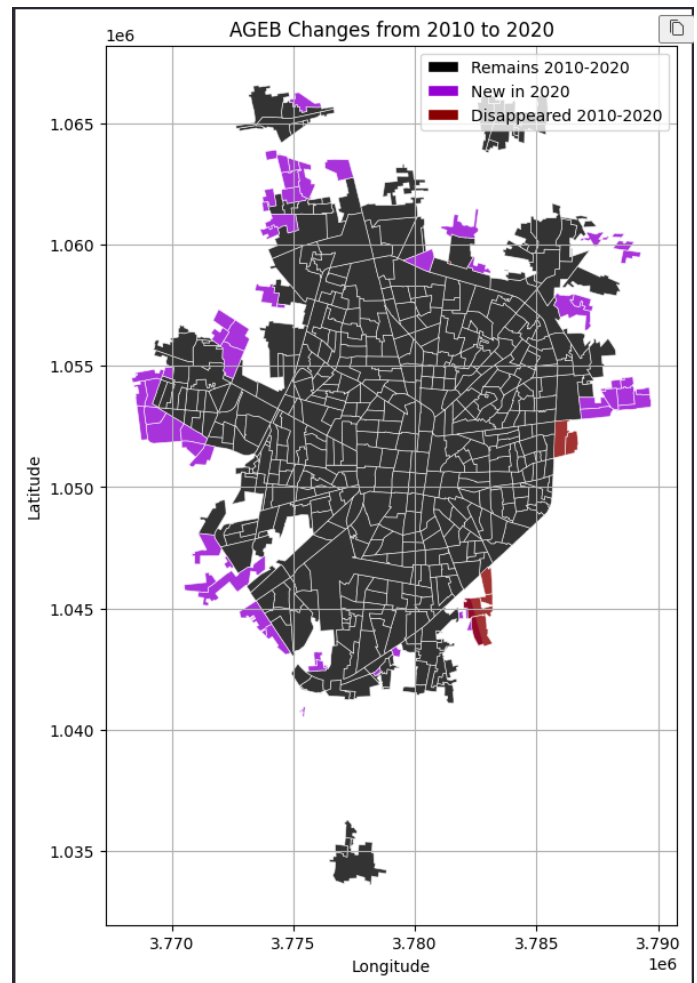 AGEB Changes from 2010 to 2020
1e6
Remains 2010-2020
New in 2020
Disappeared 2010-2020
1.065
1.060
1.055
1.050
1.045
1.040
1.035
Latitude
3.770 3.775 3.780 3.785 3.790
1e6
Longitude